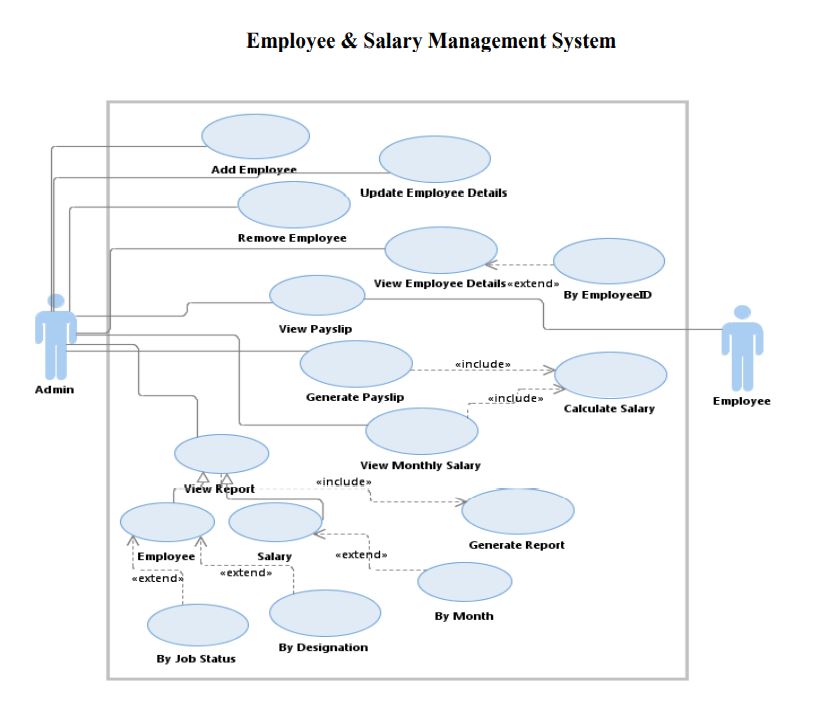 Employee & Salary Management System
Add Employee
Update Employee Details
Remove Employee
View Employee Details
«extend»
By EmployeeID
View Payslip
Admin
Generate Payslip
«include»
«include»
Calculate Salary
Employee
View Monthly Salary
View Report
«include»
Generate Report
Employee
Salary
«extend»
«extend»
«extend»
By Month
By Job Status
By Designation